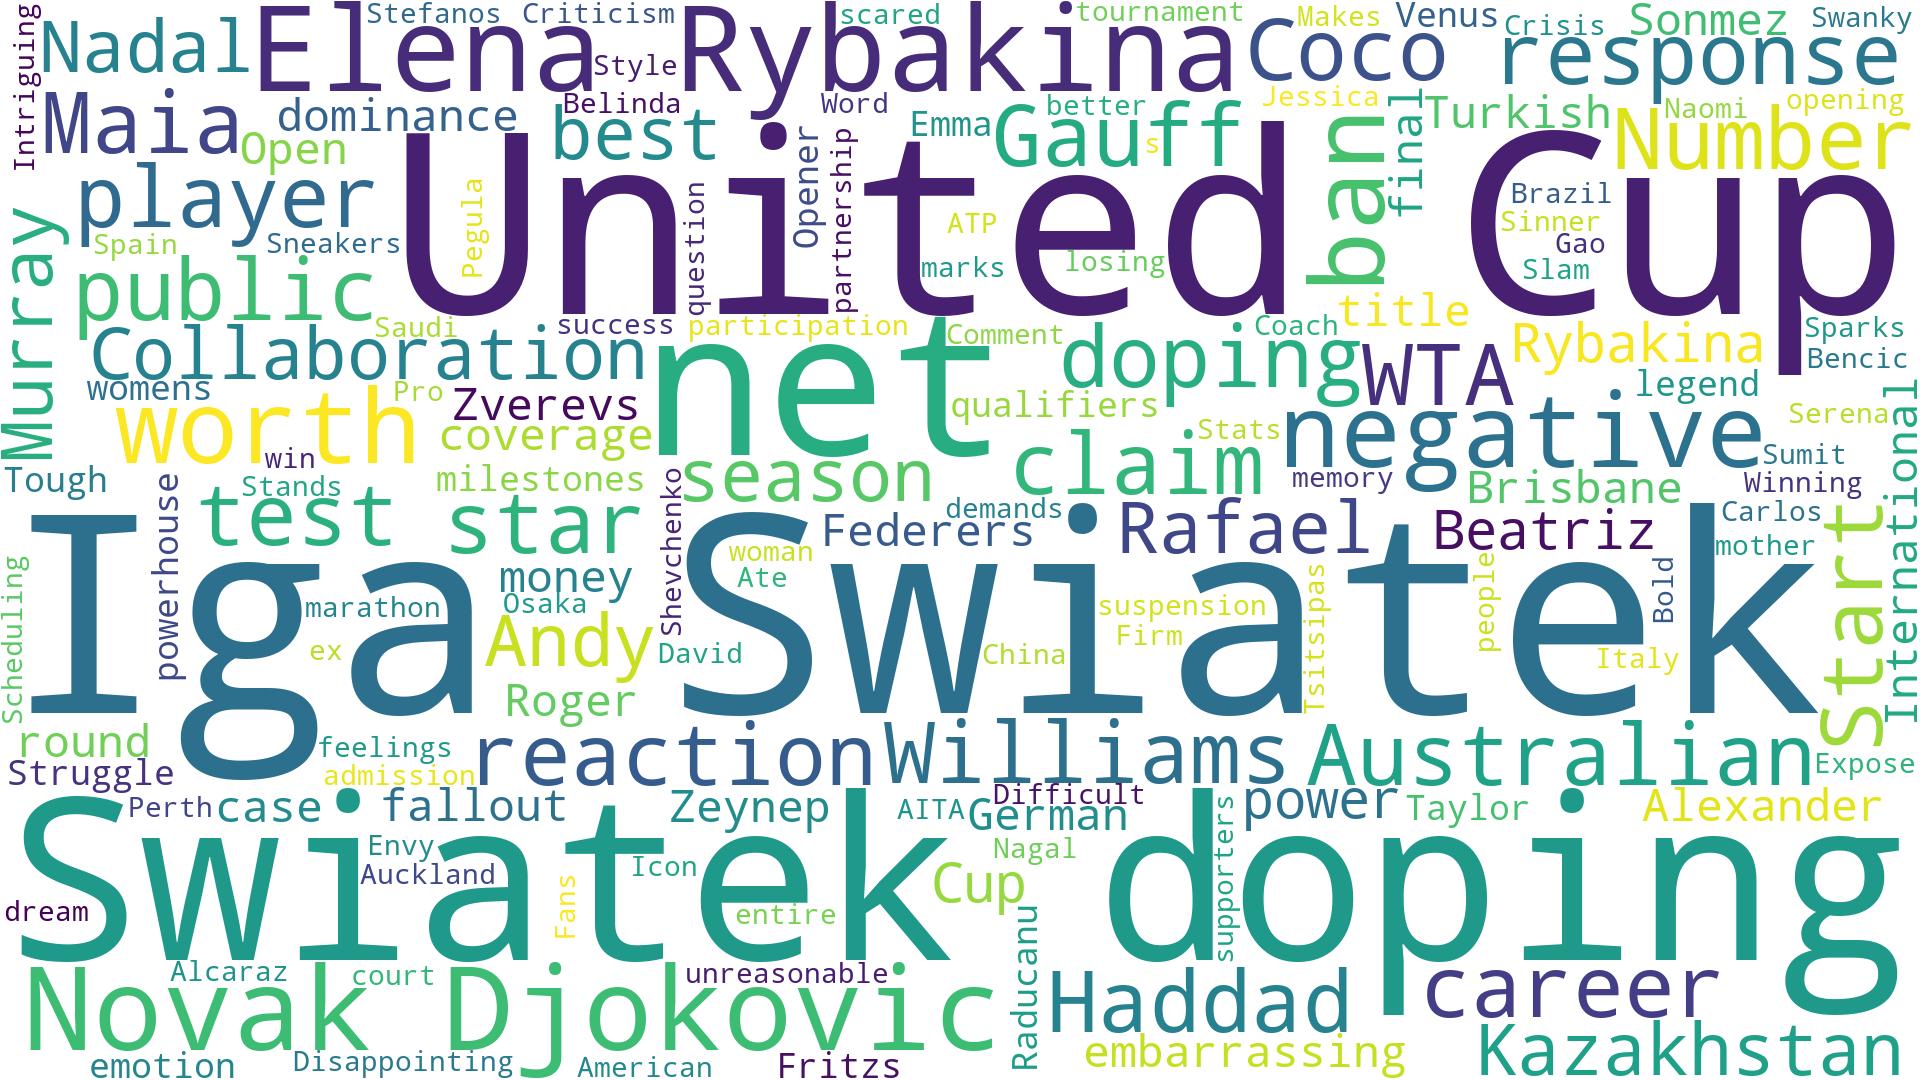 Intriguing
Nadal
Elena Rybakina
Stefanos
Criticism
Style
scared
tournament
Coco
Makes
Venus
Crisis
Sonmez
Swanky
response
Maia
dominance
Open
Belinda
best
Word
Emma
better
Gauff
s
Jessica
ban
final
Turkish
Naomi
opening
Number
player
United Cup
Pegula
question
Opener
partnership
ATP
marks
losing
Brazil
Sinner
Gao
Slam
Murray
Spain
Sneakers
public
Saudi
success
participation
Comment
Coach
title
Rybakina
Sparks
Bencic
Collaboration
net
doping
WTA
legend
womens
Pro
worth
Zverevs
coverage
qualifiers
Stats
negative
Serena
International
win
Tough
Stands
milestones
season
claim
memory
Sumit
Winning
Brisbane
powerhouse
test
star
Shevchenko
demands
Federers
Rafael
Beatriz
Carlos
mother
Start
Iga Swiatek
woman
Ate
money
Osaka
marathon
ex
Andy
David
Roger
China
suspension
Firm
Tsitsipas
people
Bold
Italy
Scheduling
round
Struggle
feelings
admission
reaction
Williams
Australian
Expose
Perth
case
fallout
Zeynep
AITA
Difficult
German
power
Taylor
Alexander
Swiatek doping
Envy
Auckland
Icon
Fans
entire
Cup
Nagal
supporters
dream
Alcaraz
court
unreasonable
Raducanu
Novak Djokovic
Haddad
career
Kazakhstan
embarrassing
emotion
Disappointing
American
Fritzs